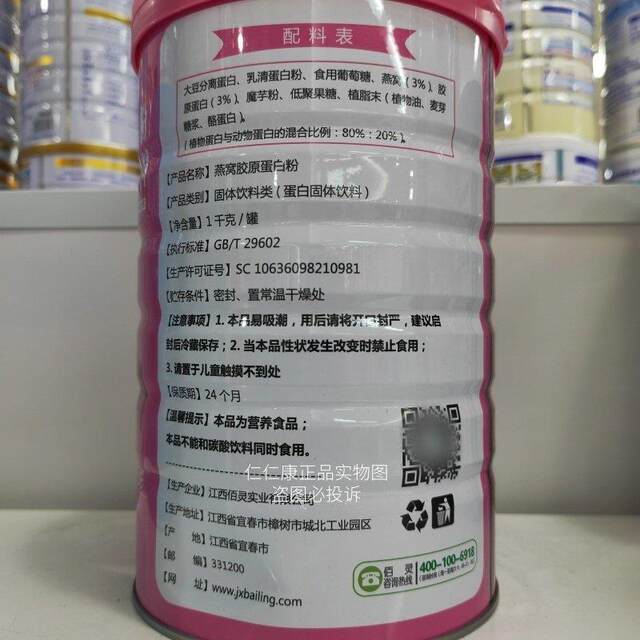 配料表
大豆分离蛋白、乳清蛋白粉、食用葡萄糖、燕窝(3%)、胶
原蛋白(3%)、魔芋粉、低聚果糖、植脂末(植物油、麦芽
糖浆、酪蛋白)。
(植物蛋白与动物蛋白的混合比例:80%:20%)。
【产品名称】燕窝胶原蛋白粉
【产品类别】固体饮料类(蛋白固体饮料)
【净含量】1千克/罐
【执行标准】GB/T 29602
【生产许可证号】SC 10636098210981
【贮存条件】密封、置常温干燥处
【注意事项】1. 本品易吸潮,用后请将开口封严,建议启
封后冷藏保存;2. 当本品性状发生改变时禁止食用;
3. 请置于儿童触摸不到处
【保质期】24个月
【温馨提示】本品为营养食品;
本品不能和碳酸饮料同时食用。
仁仁康正品实物图
盗图必投诉
【生产企业】江西佰灵实业有限公司
【生产地址】江西省宜春市樟树市城北工业园区
【产 地】江西省宜春市
【邮 编】331200
【网 址】www.jxbailing.com
佰灵
咨询热线
400-100-6918